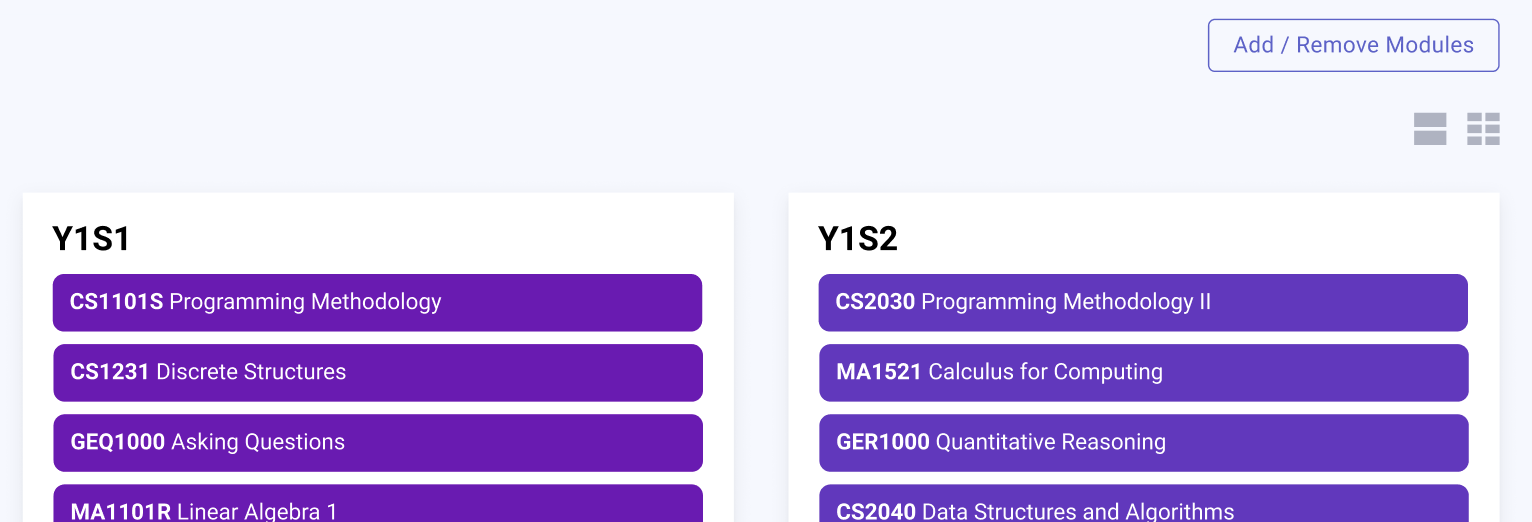 Add / Remove Modules
Y1S1
CS1101S Programming Methodology
CS1231 Discrete Structures
GEQ1000 Asking Questions
MA1101R Linear Algebra 1
Y1S2
CS2030 Programming Methodology II
MA1521 Calculus for Computing
GER1000 Quantitative Reasoning
CS2040 Data Structures and Algorithms